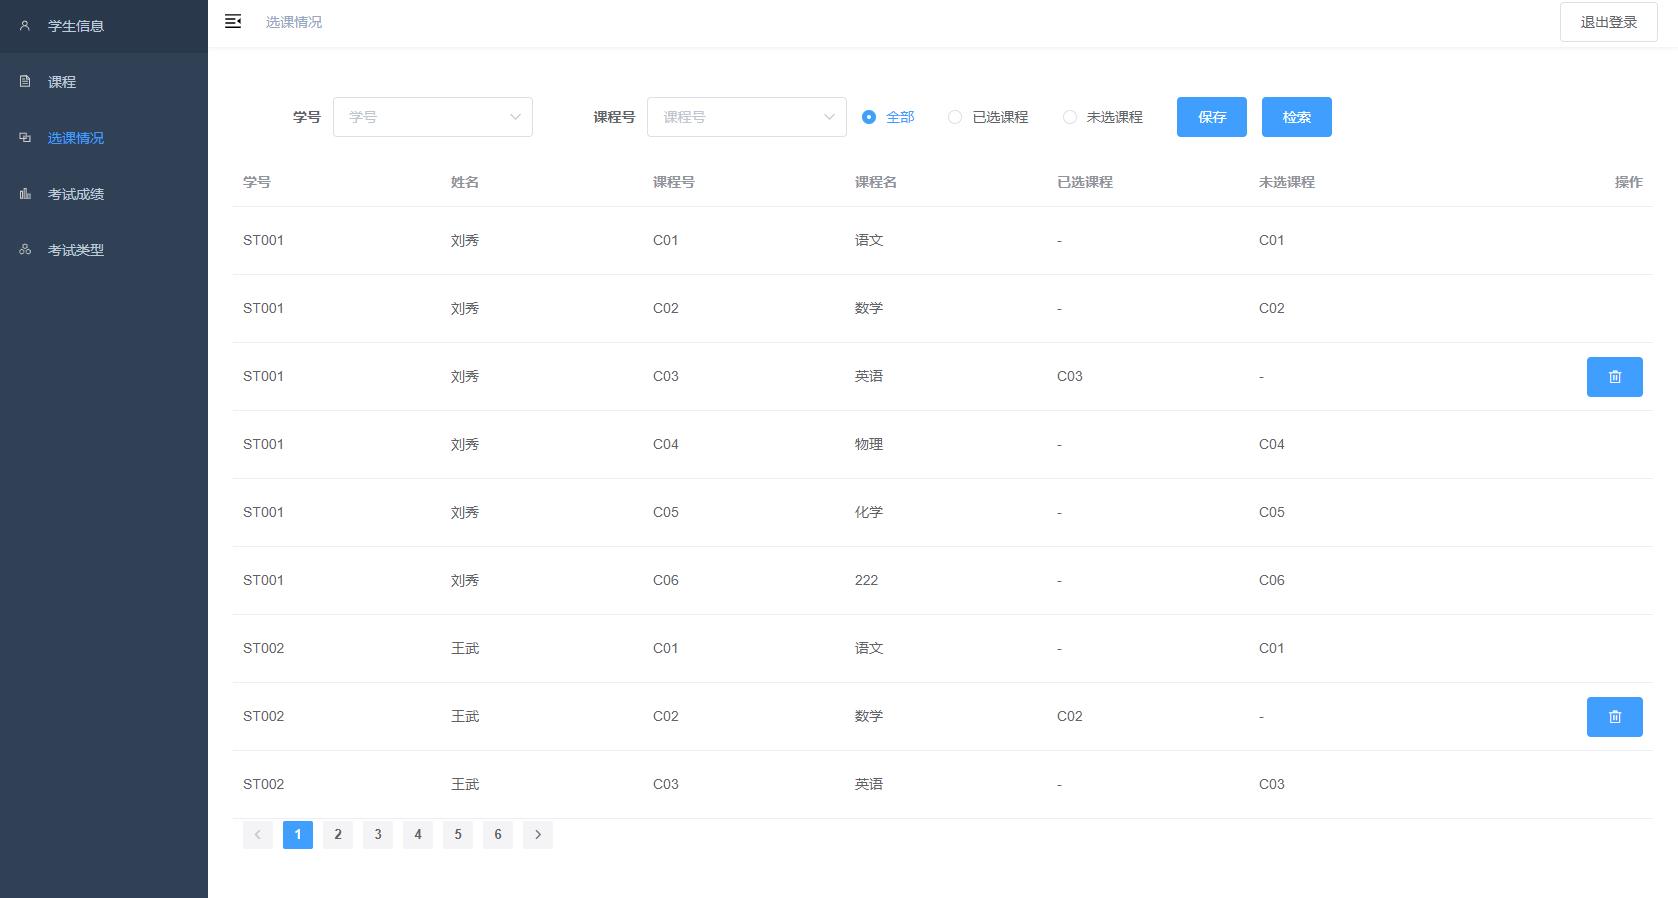 学生信息
课程
选课情况
考试成绩
考试类型
选课情况
退出登录
学号 学号 课程号 课程号 全部 已选课程 未选课程 保存 检索
学号 姓名 课程号 课程名 已选课程 未选课程 操作
ST001 刘秀 C01 语文 - C01
ST001 刘秀 C02 数学 - C02
ST001 刘秀 C03 英语 C03 -
ST001 刘秀 C04 物理 - C04
ST001 刘秀 C05 化学 - C05
ST001 刘秀 C06 222 - C06
ST002 王武 C01 语文 - C01
ST002 王武 C02 数学 C02 -
ST002 王武 C03 英语 - C03
1 2 3 4 5 6